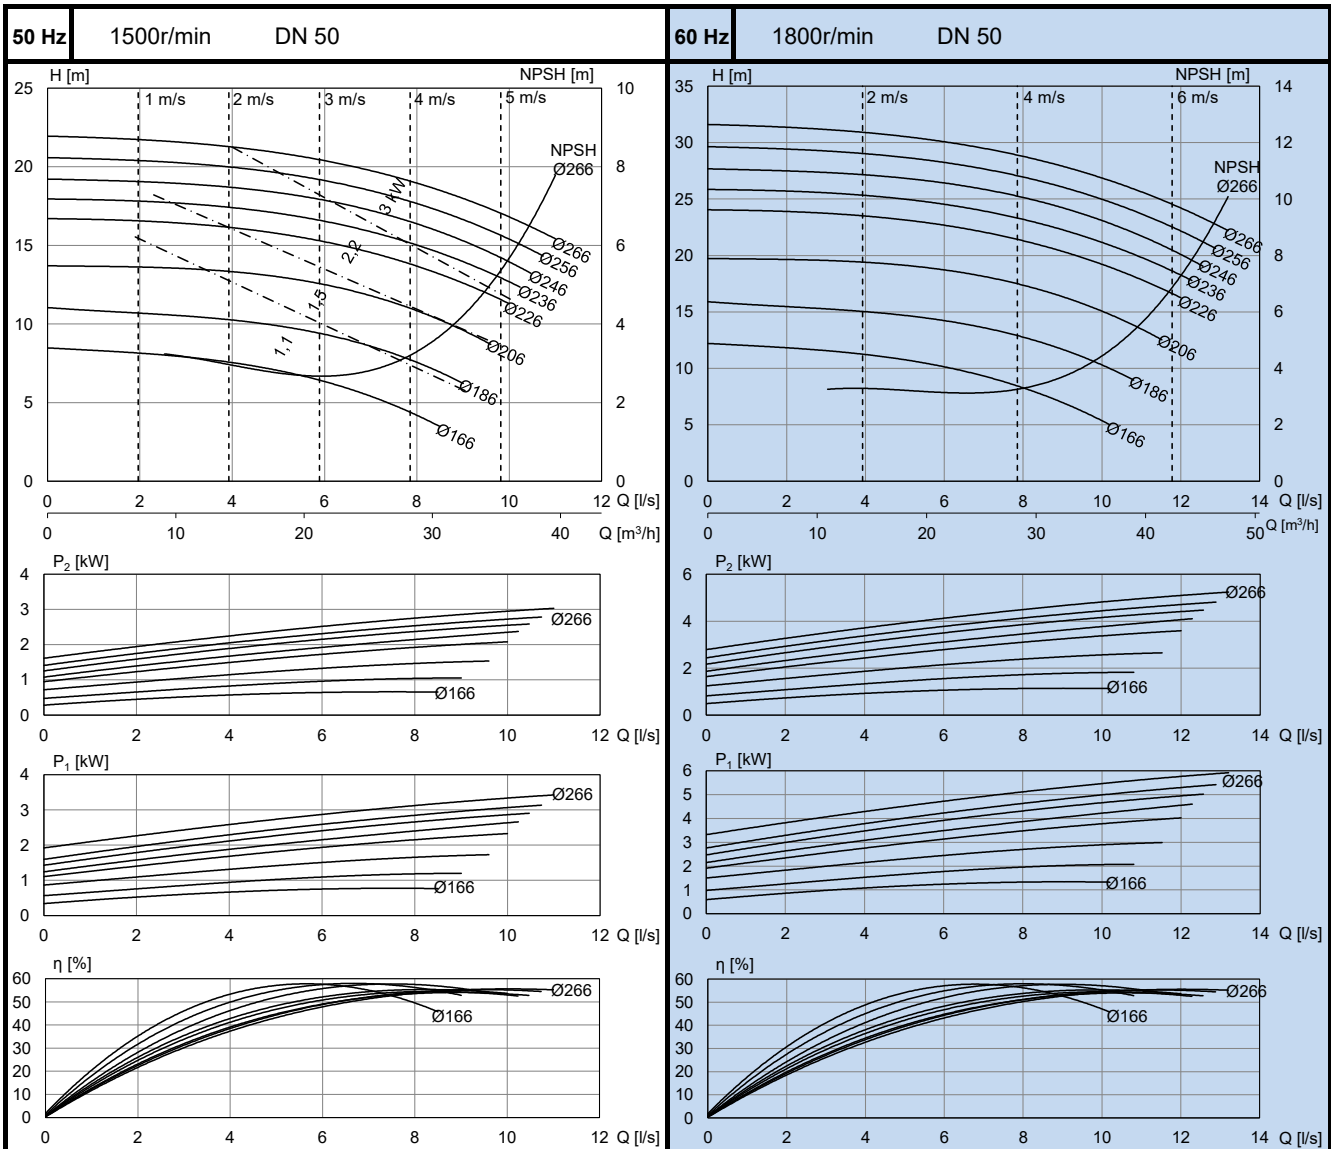 50 Hz 1500r/min DN 50
H [m] NPSH [m]
25 1 m/s 2 m/s 3 m/s 4 m/s 5 m/s 10
NPSH
Ø266
20 8
3 kW
2,2
1,5
1,1
15 6
Ø266
Ø256
Ø246
Ø236
Ø226
10 4
Ø206
Ø186
Ø166
5 2
0 0
0 2 4 6 8 10 12 Q [l/s]
0 10 20 30 40 Q [m³/h]
P₂ [kW]
4
3
Ø266
2
1
Ø166
0
0 2 4 6 8 10 12 Q [l/s]
P₁ [kW]
4
3
Ø266
2
1
Ø166
0
0 2 4 6 8 10 12 Q [l/s]
η [%]
60
Ø266
50
Ø166
40
30
20
10
0
0 2 4 6 8 10 12 Q [l/s]
60 Hz 1800r/min DN 50
H [m] NPSH [m]
35 2 m/s 4 m/s 6 m/s 14
30 12
NPSH
Ø266
25 10
Ø266
Ø256
Ø246
Ø236
Ø226
20 8
15 6
Ø206
Ø186
10 4
Ø166
5 2
0 0
0 2 4 6 8 10 12 14 Q [l/s]
0 10 20 30 40 50 Q [m³/h]
P₂ [kW]
6
Ø266
4
2
Ø166
0
0 2 4 6 8 10 12 14 Q [l/s]
P₁ [kW]
6
Ø266
5
4
3
2
Ø166
1
0
0 2 4 6 8 10 12 14 Q [l/s]
η [%]
60
Ø266
50
Ø166
40
30
20
10
0
0 2 4 6 8 10 12 14 Q [l/s]